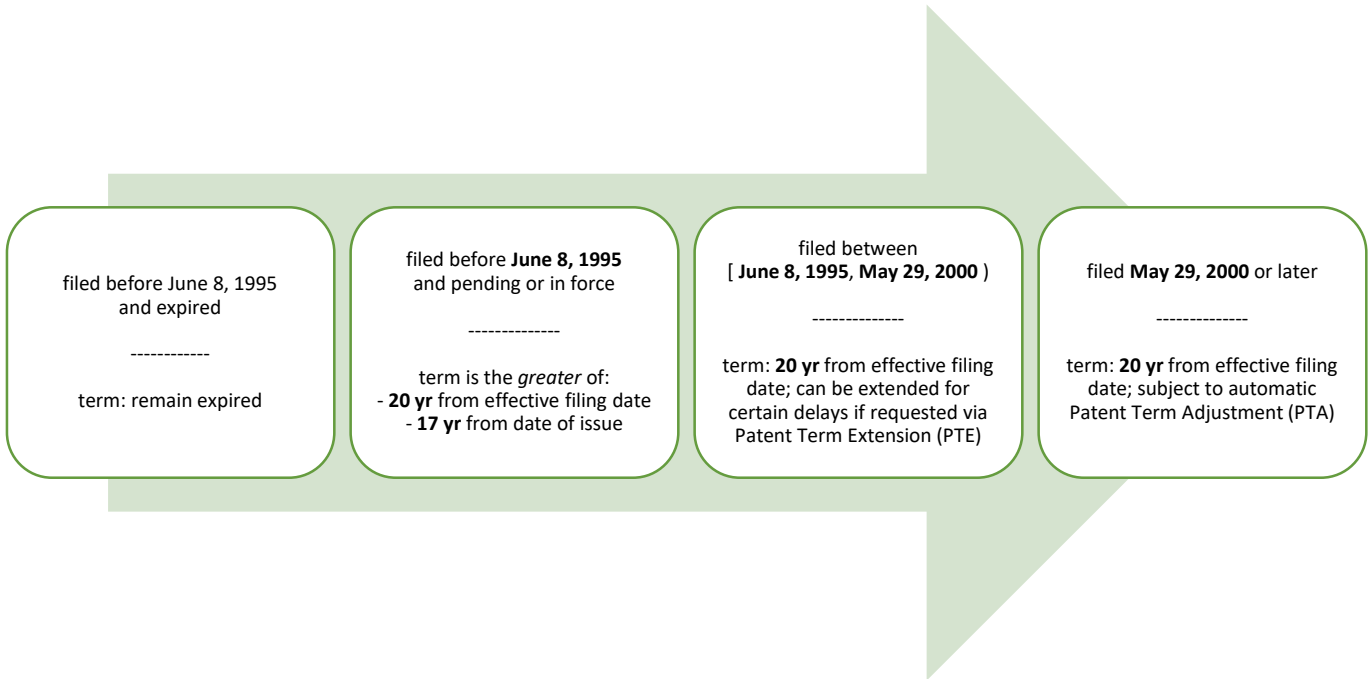 filed before June 8, 1995
and expired
------------
term: remain expired
filed before June 8, 1995
and pending or in force
--------------
term is the greater of:
- 20 yr from effective filing date
- 17 yr from date of issue
filed between
[ June 8, 1995, May 29, 2000 )
--------------
term: 20 yr from effective filing
date; can be extended for
certain delays if requested via
Patent Term Extension (PTE)
filed May 29, 2000 or later
--------------
term: 20 yr from effective filing
date; subject to automatic
Patent Term Adjustment (PTA)